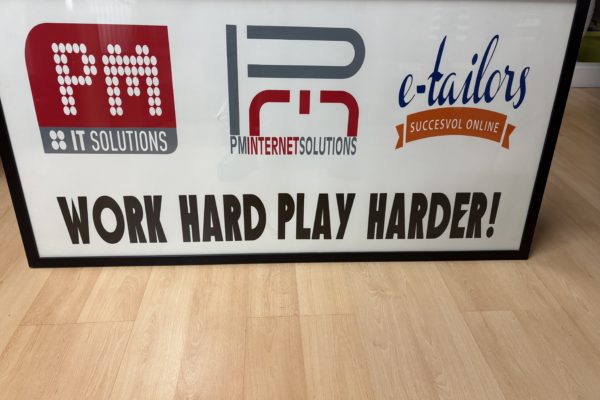 PM
IT SOLUTIONS
PMINTERNETSOLUTIONS
e-tailors
SUCCESVOL ONLINE
WORK HARD PLAY HARDER!